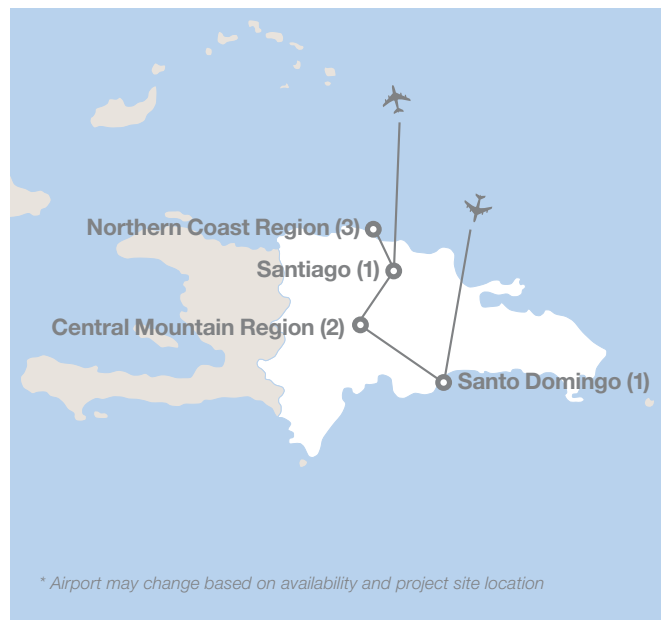 Northern Coast Region (3)
Santiago (1)
Central Mountain Region (2)
Santo Domingo (1)
* Airport may change based on availability and project site location